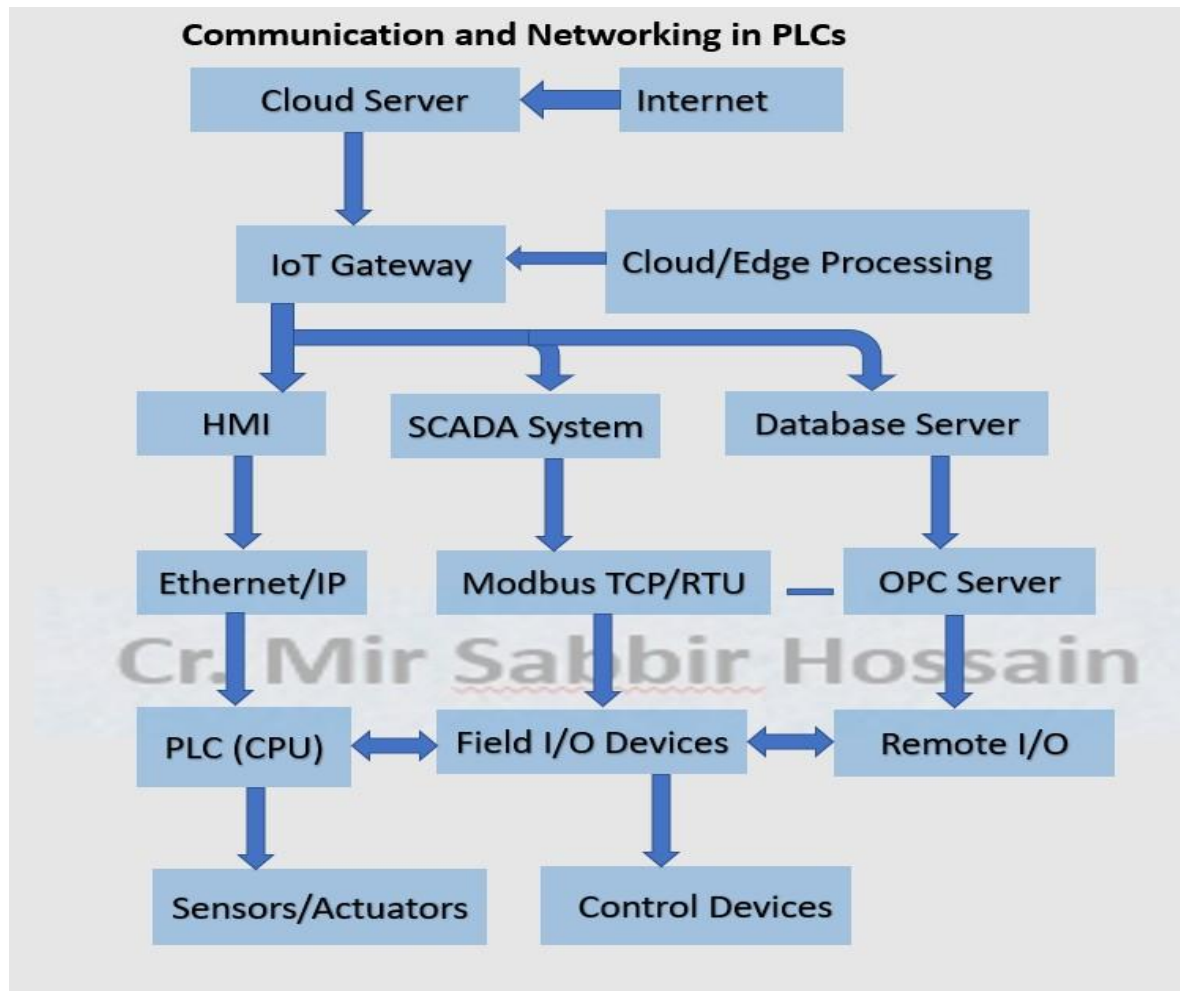 Communication and Networking in PLCs
Cloud Server
Internet
IoT Gateway
Cloud/Edge Processing
HMI
SCADA System
Database Server
Ethernet/IP
Modbus TCP/RTU
OPC Server
Cr. Mir Sabbir Hossain
PLC (CPU)
Field I/O Devices
Remote I/O
Sensors/Actuators
Control Devices